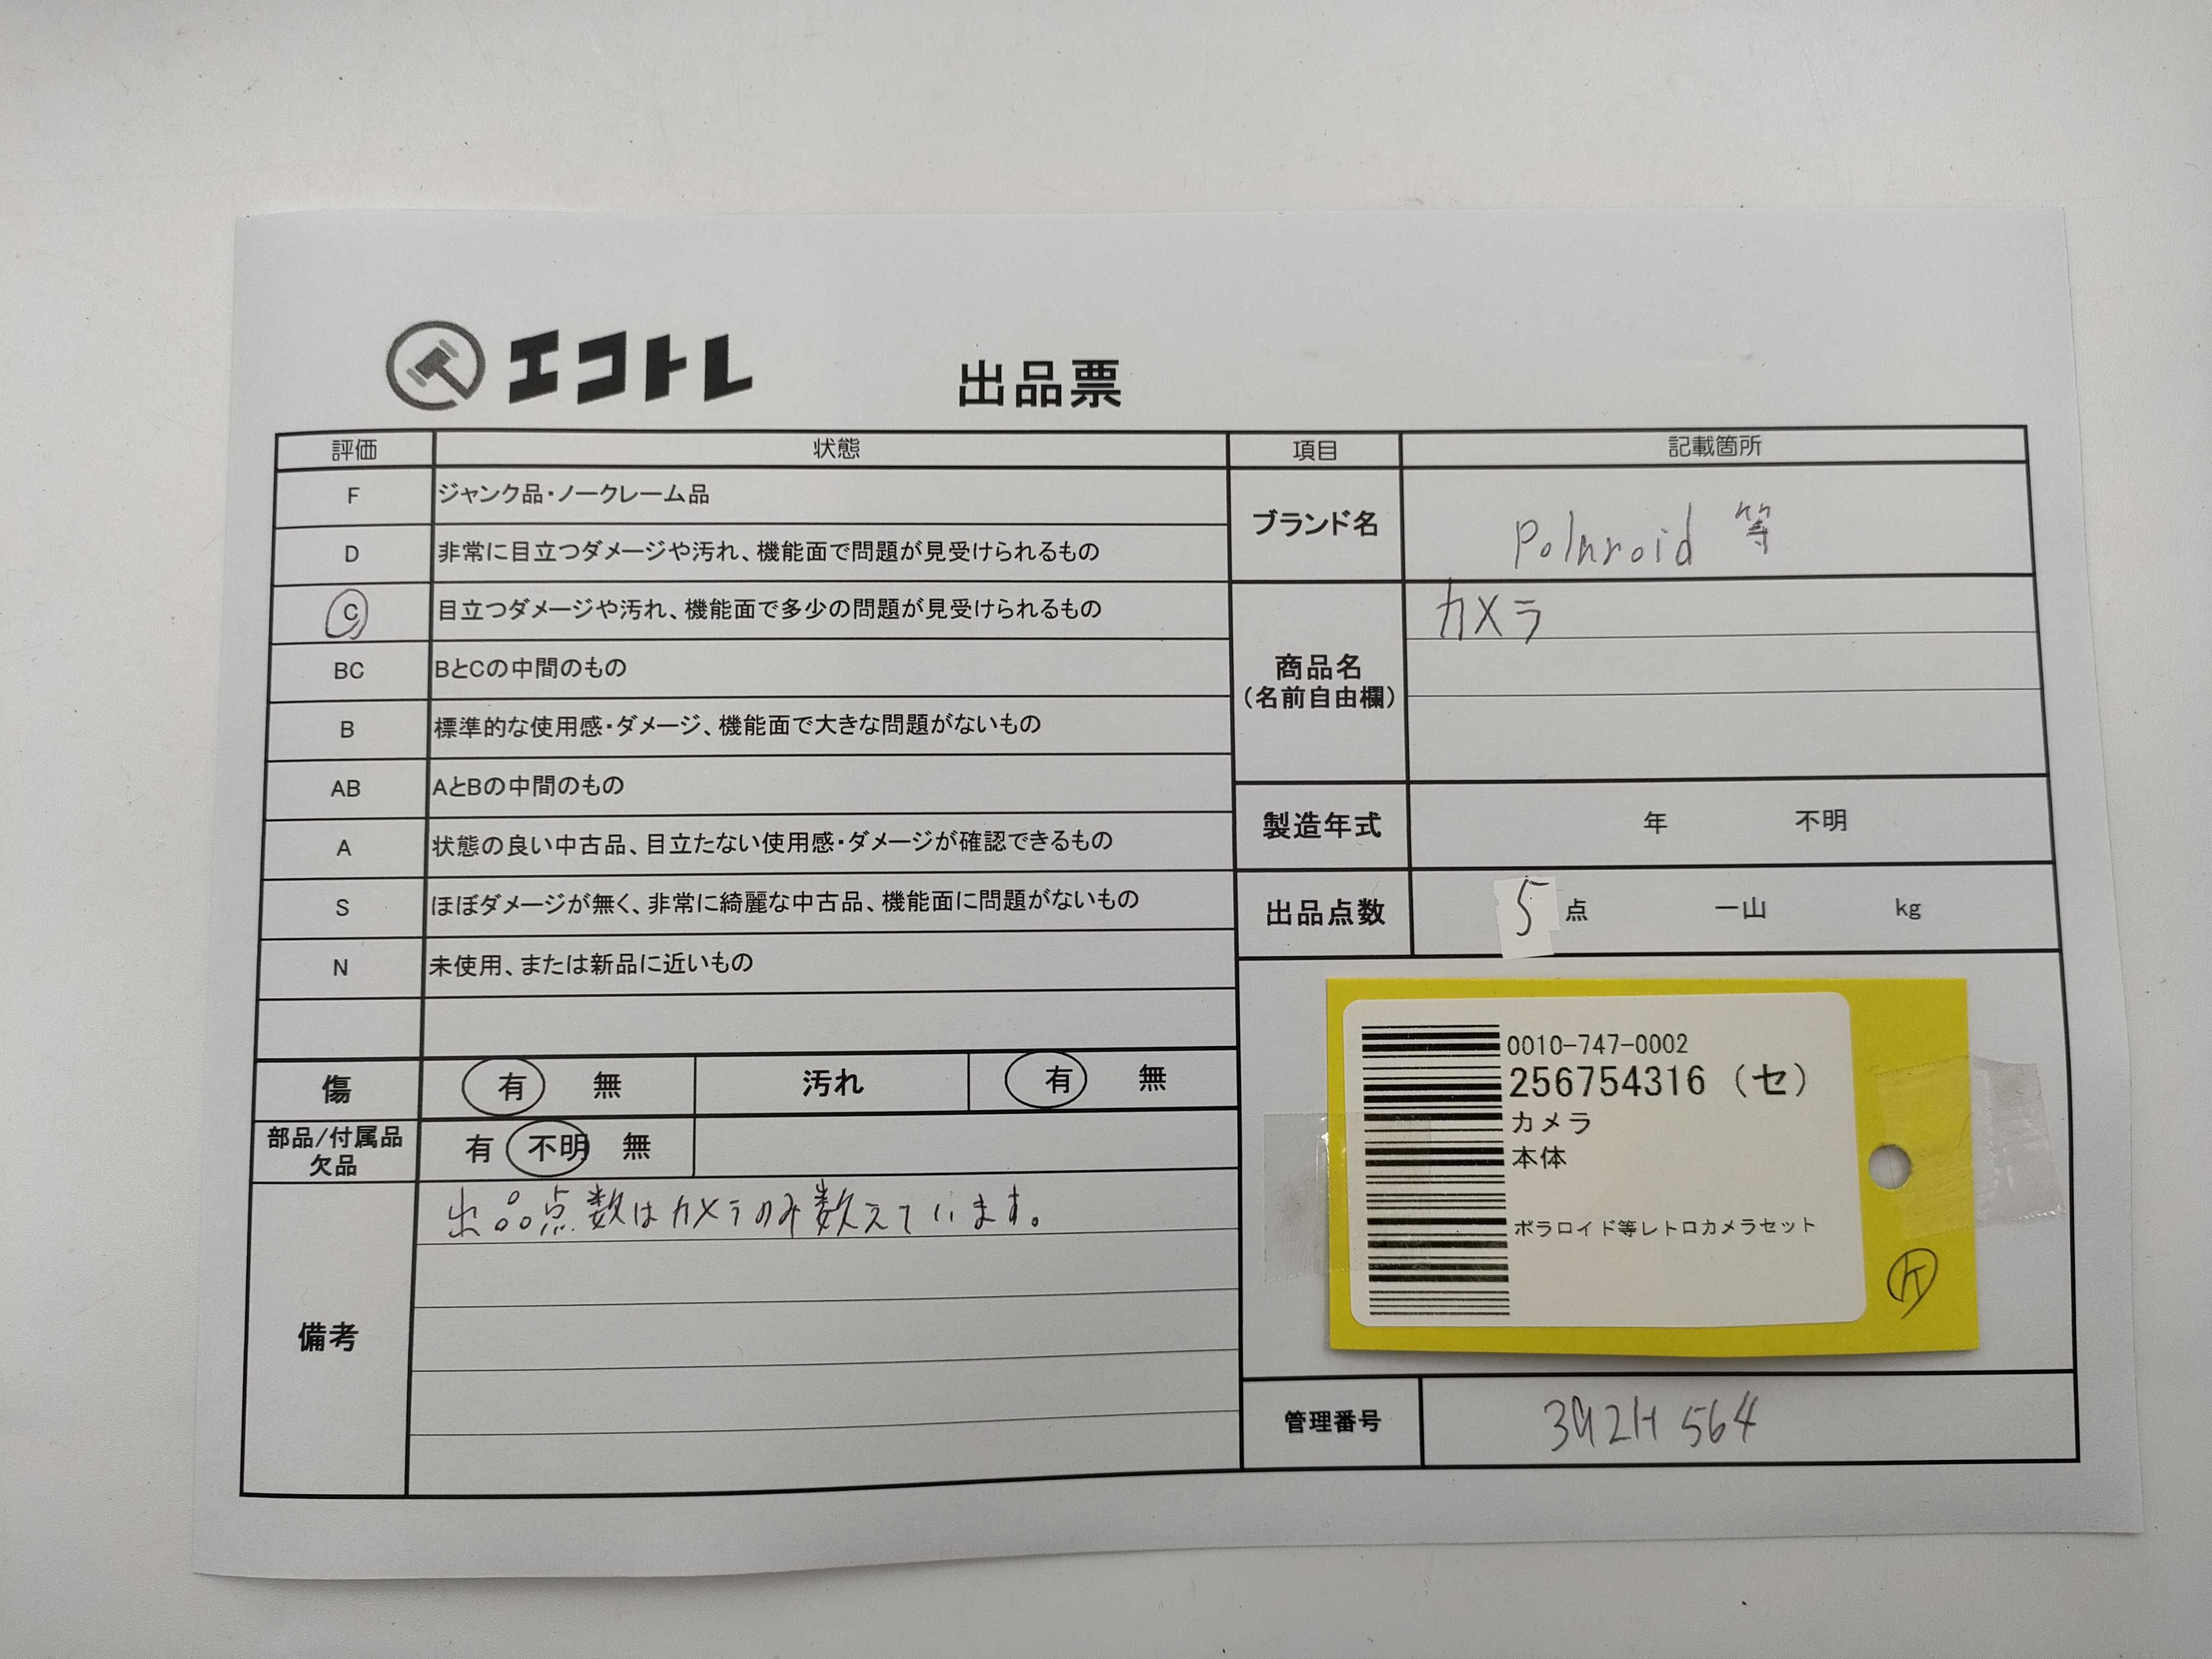 エコトレ
出品票
評価 状態
F ジャンク品・ノークレーム品
D 非常に目立つダメージや汚れ、機能面で問題が見受けられるもの
C 目立つダメージや汚れ、機能面で多少の問題が見受けられるもの
BC BとCの中間のもの
B 標準的な使用感・ダメージ、機能面で大きな問題がないもの
AB AとBの中間のもの
A 状態の良い中古品、目立たない使用感・ダメージが確認できるもの
S ほぼダメージが無く、非常に綺麗な中古品、機能面に問題がないもの
N 未使用、または新品に近いもの
傷 有 無 汚れ 有 無
部品/付属品
欠品
有 不明 無
備考
出品点数はカメラのみ数えています。
項目 記載箇所
ブランド名 Polaroid 等
商品名
(名前自由欄)
カメラ
製造年式 年 不明
出品点数 5 点 一山 kg
0010-747-0002
256754316 (セ)
カメラ
本体
ポラロイド等レトロカメラセット
ケ
管理番号 392H 564